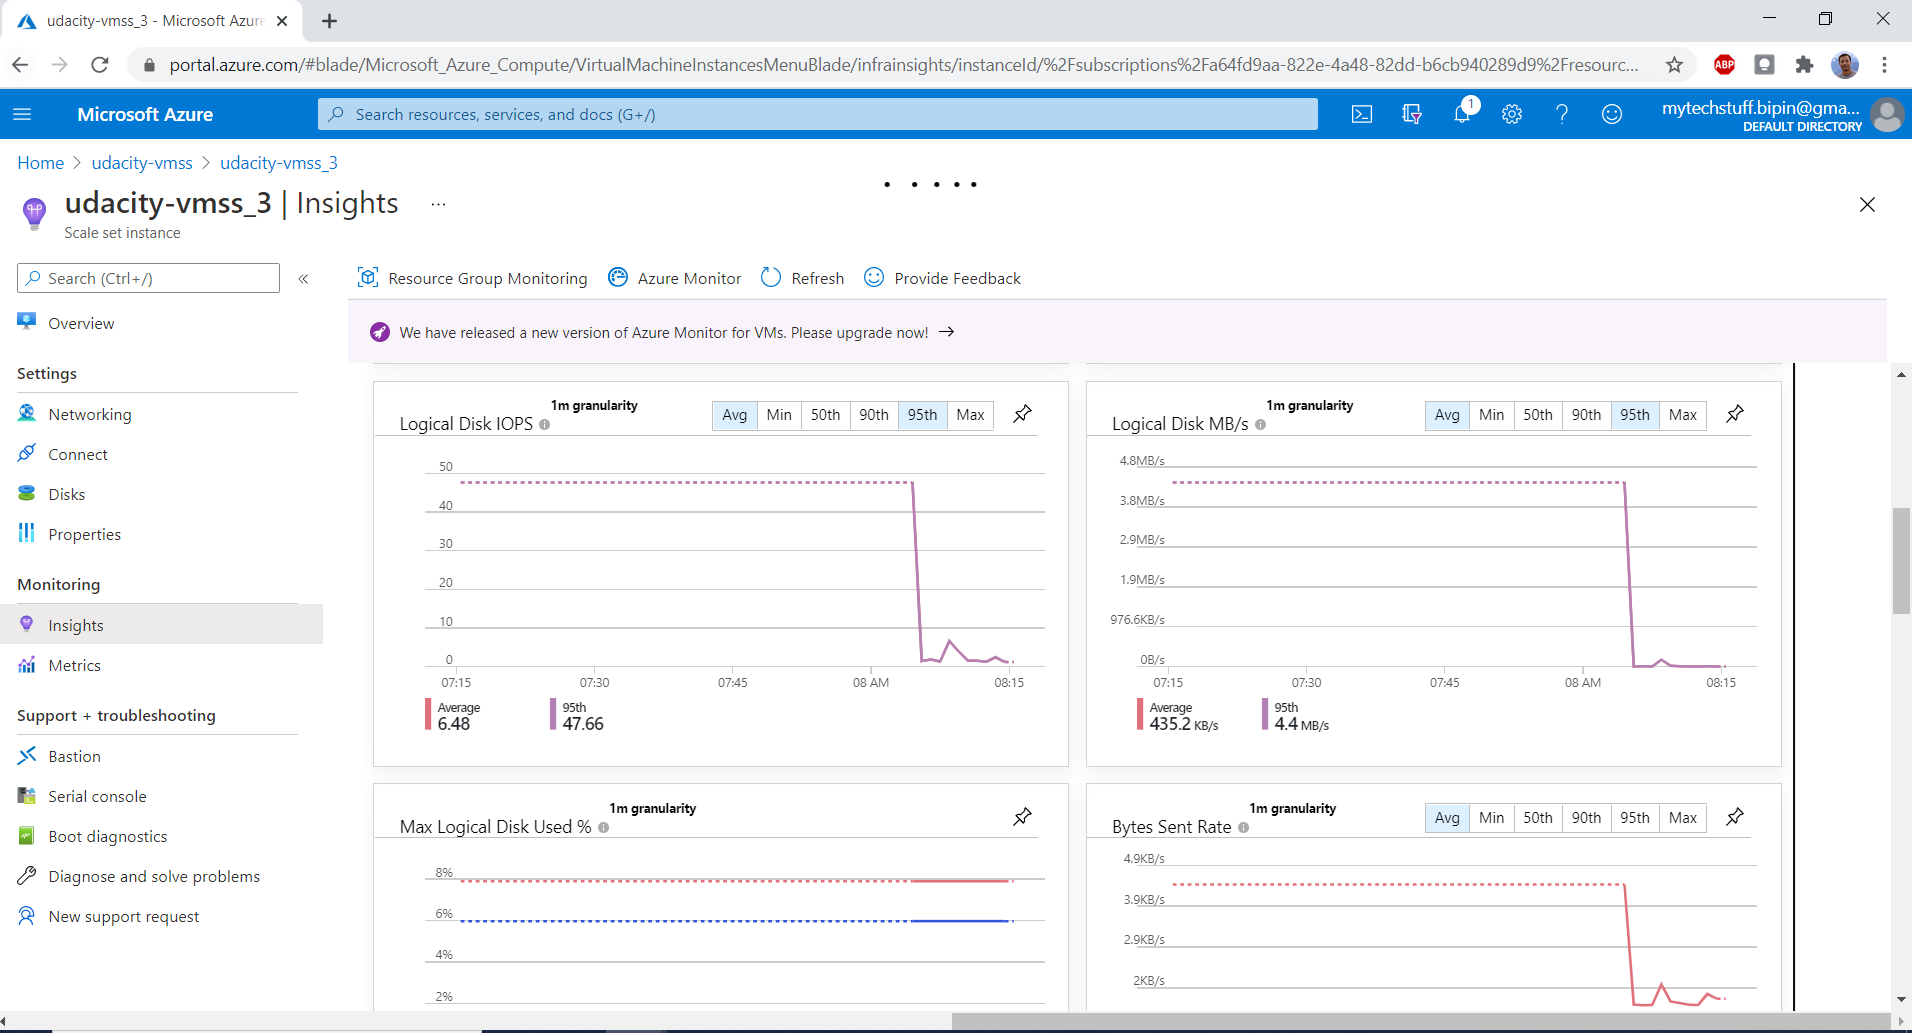 udacity-vmss_3 - Microsoft Azure
portal.azure.com/#blade/Microsoft_Azure_Compute/VirtualMachineInstancesMenuBlade/infrainsights/instanceId/%2Fsubscriptions%2Fa64fd9aa-822e-4a48-82dd-b6cb940289d9%2Fresourc...
ABP
Microsoft Azure
Search resources, services, and docs (G+/)
1
mytechstuff.bipin@gma...
DEFAULT DIRECTORY
Home > udacity-vmss > udacity-vmss_3
udacity-vmss_3 | Insights ...
Scale set instance
Search (Ctrl+/)
«
Overview
Settings
Networking
Connect
Disks
Properties
Monitoring
Insights
Metrics
Support + troubleshooting
Bastion
Serial console
Boot diagnostics
Diagnose and solve problems
New support request
Resource Group Monitoring
Azure Monitor
Refresh
Provide Feedback
We have released a new version of Azure Monitor for VMs. Please upgrade now! →
Logical Disk IOPS
1m granularity
Avg Min 50th 90th 95th Max
50
40
30
20
10
0
07:15 07:30 07:45 08 AM 08:15
Average
6.48
95th
47.66
Logical Disk MB/s
1m granularity
Avg Min 50th 90th 95th Max
4.8MB/s
3.8MB/s
2.9MB/s
1.9MB/s
976.6KB/s
0B/s
07:15 07:30 07:45 08 AM 08:15
Average
435.2 KB/s
95th
4.4 MB/s
Max Logical Disk Used %
1m granularity
8%
6%
4%
2%
Bytes Sent Rate
1m granularity
Avg Min 50th 90th 95th Max
4.9KB/s
3.9KB/s
2.9KB/s
2KB/s